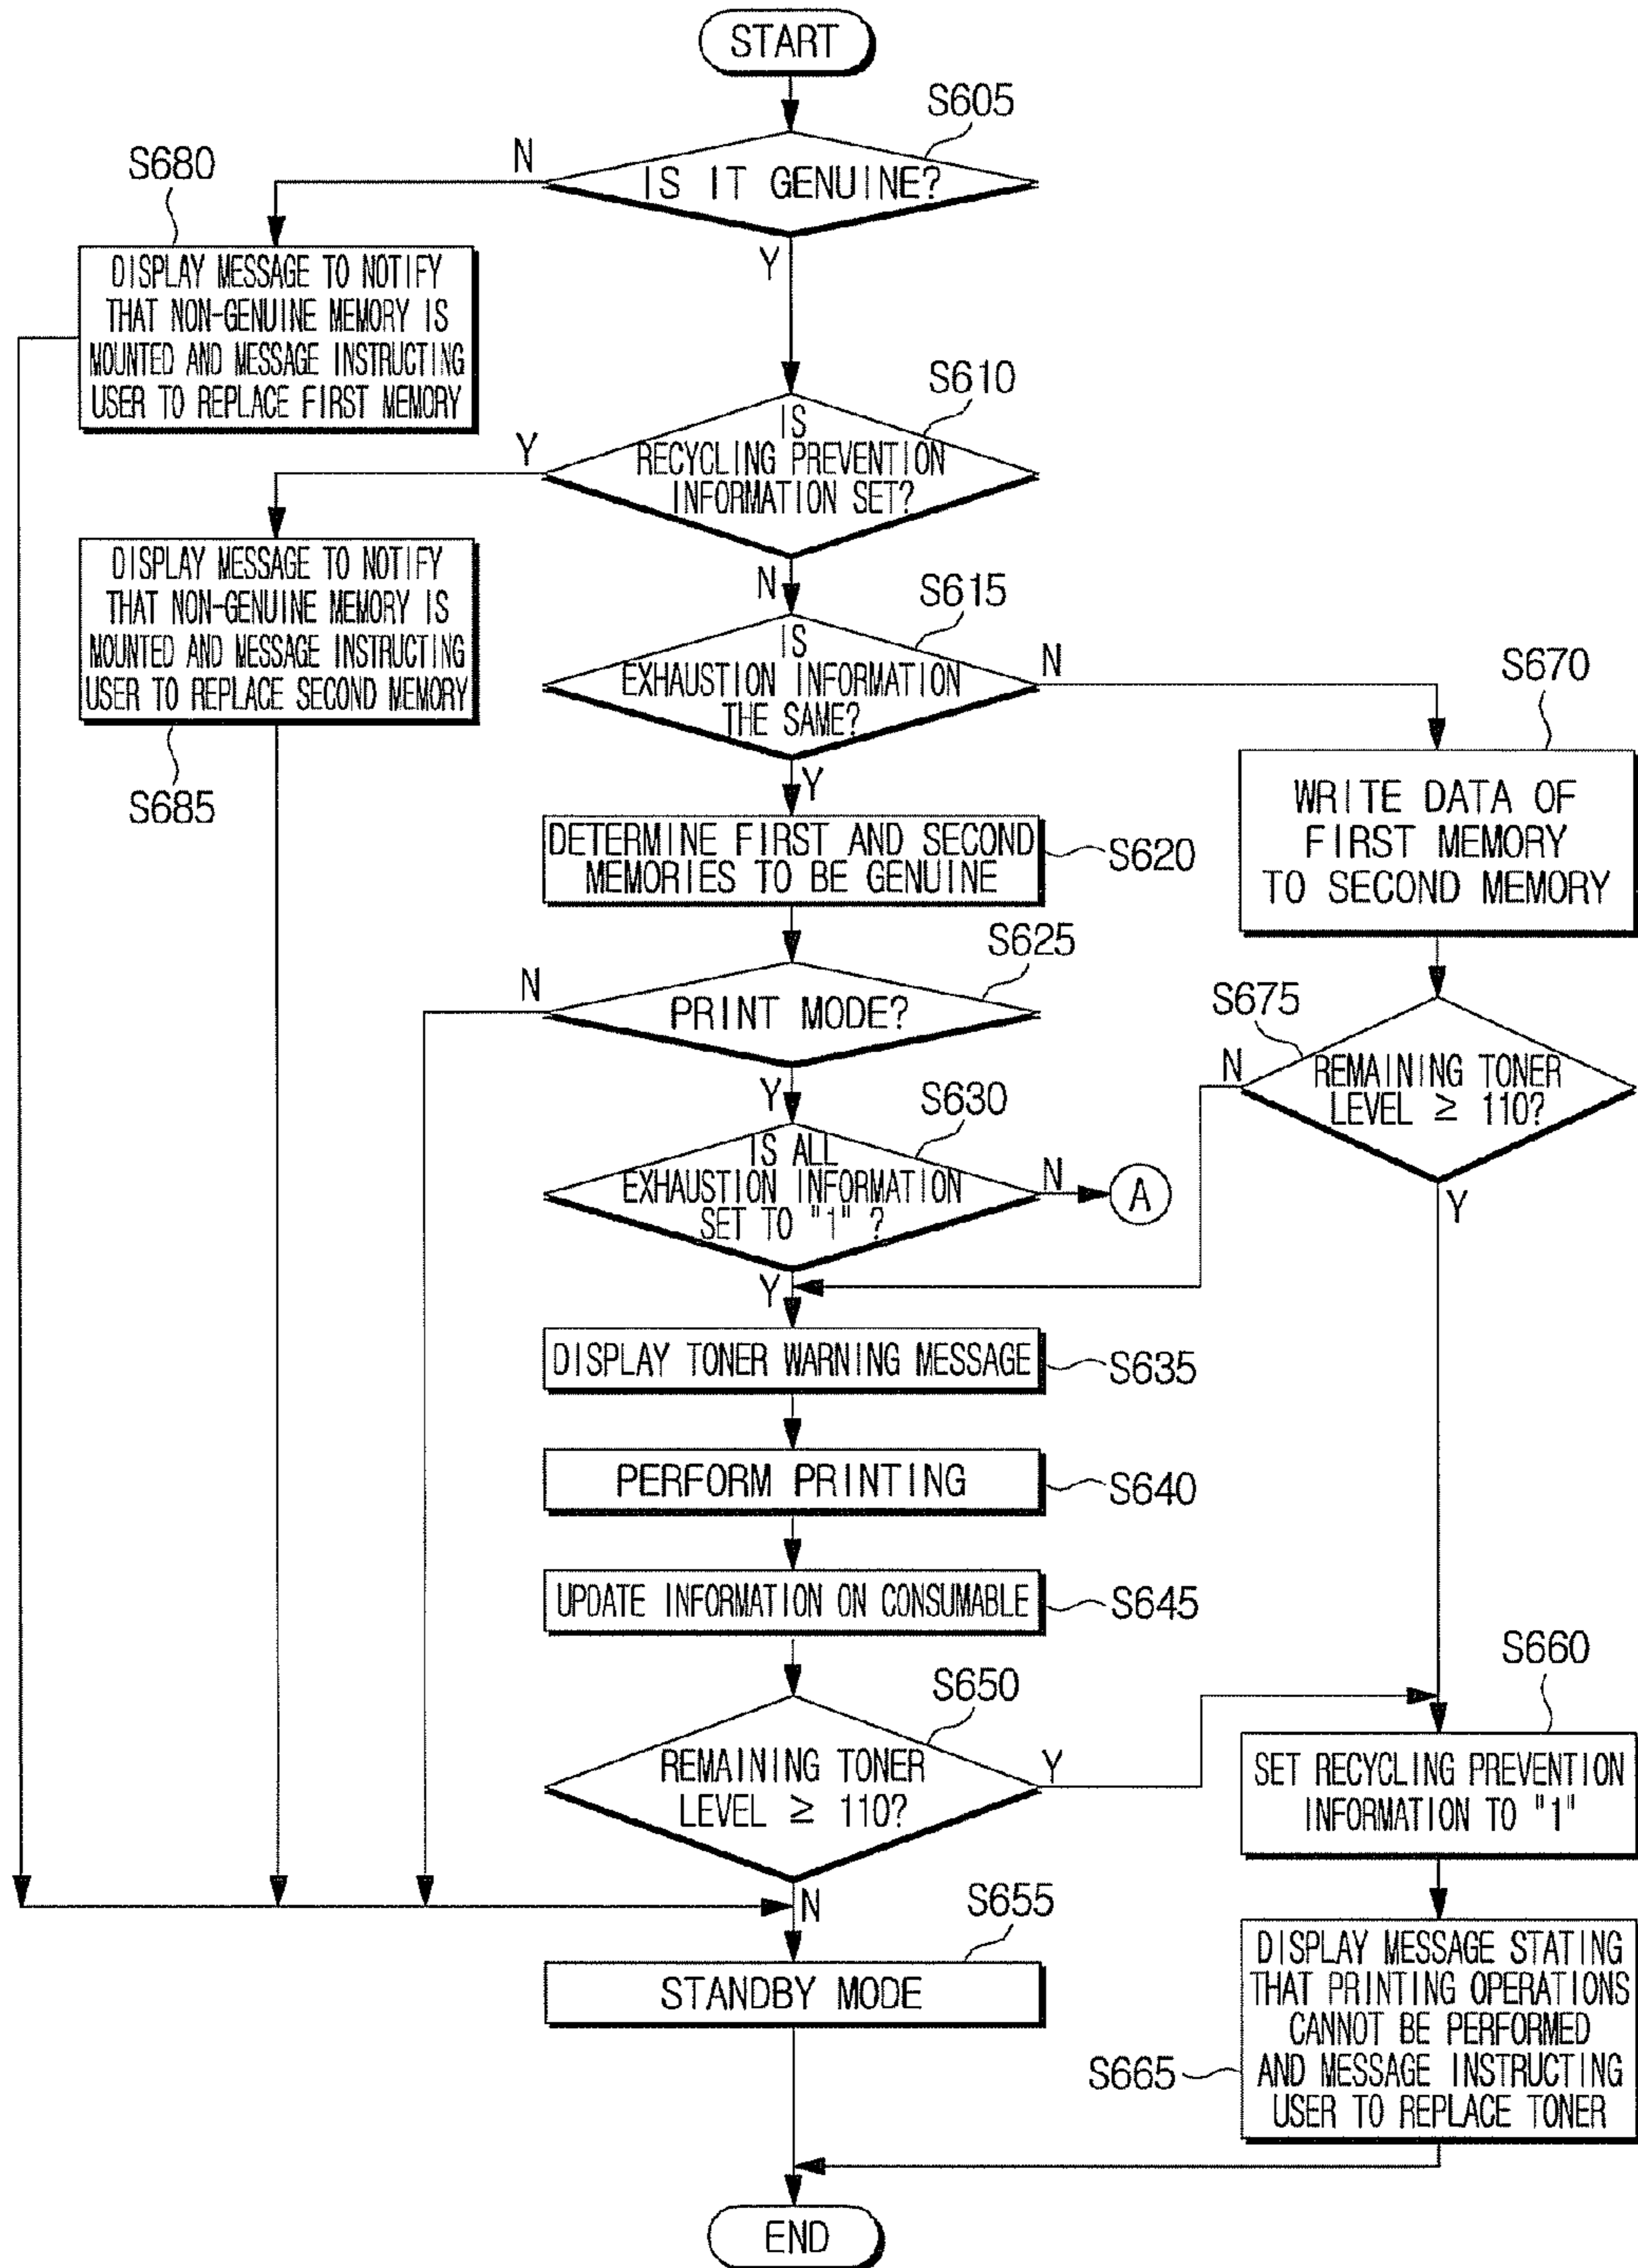 START
S605
IS IT GENUINE?
N
Y
S680
DISPLAY MESSAGE TO NOTIFY
THAT NON-GENUINE MEMORY IS
MOUNTED AND MESSAGE INSTRUCTING
USER TO REPLACE FIRST MEMORY
S610
IS
RECYCLING PREVENTION
INFORMATION SET?
Y
N
DISPLAY MESSAGE TO NOTIFY
THAT NON-GENUINE MEMORY IS
MOUNTED AND MESSAGE INSTRUCTING
USER TO REPLACE SECOND MEMORY
S685
S615
IS
EXHAUSTION INFORMATION
THE SAME?
N
Y
S670
WRITE DATA OF
FIRST MEMORY
TO SECOND MEMORY
DETERMINE FIRST AND SECOND
MEMORIES TO BE GENUINE
S620
S625
PRINT MODE?
N
Y
S675
REMAINING TONER
LEVEL ≥ 110?
N
Y
S630
IS ALL
EXHAUSTION INFORMATION
SET TO "1" ?
N
A
Y
DISPLAY TONER WARNING MESSAGE
S635
PERFORM PRINTING
S640
UPDATE INFORMATION ON CONSUMABLE
S645
S650
REMAINING TONER
LEVEL ≥ 110?
Y
N
S660
SET RECYCLING PREVENTION
INFORMATION TO "1"
S655
STANDBY MODE
DISPLAY MESSAGE STATING
THAT PRINTING OPERATIONS
CANNOT BE PERFORMED
AND MESSAGE INSTRUCTING
USER TO REPLACE TONER
S665
END